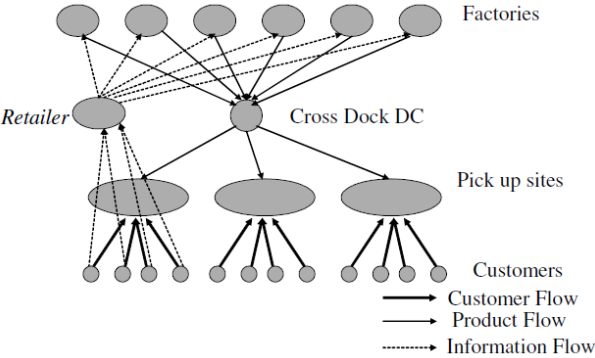 Factories
Retailer
Cross Dock DC
Pick up sites
Customers
Customer Flow
Product Flow
Information Flow